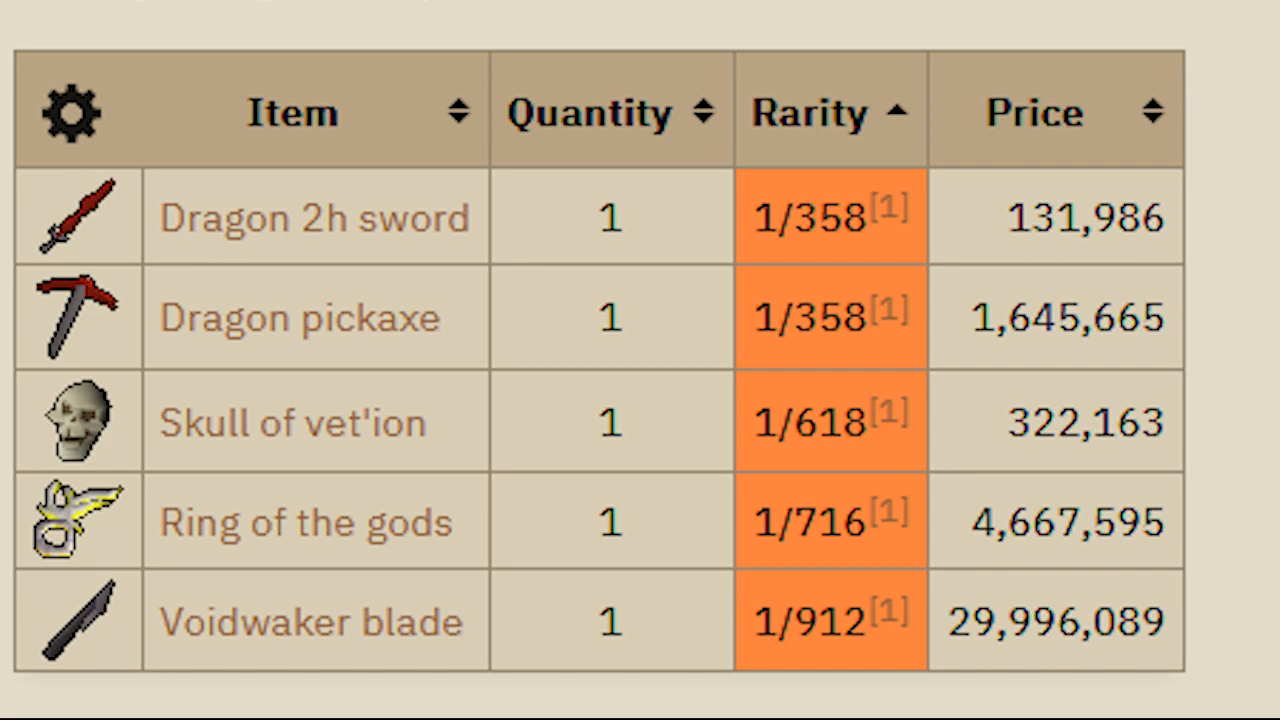 Item Quantity Rarity Price
Dragon 2h sword 1 1/358[1] 131,986
Dragon pickaxe 1 1/358[1] 1,645,665
Skull of vet'ion 1 1/618[1] 322,163
Ring of the gods 1 1/716[1] 4,667,595
Voidwaker blade 1 1/912[1] 29,996,089